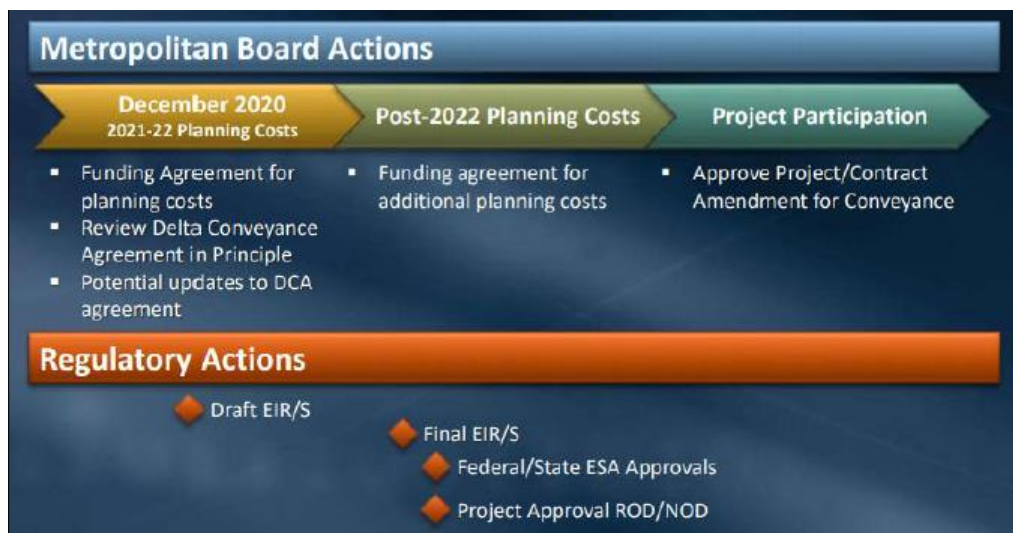 Metropolitan Board Actions
December 2020
2021-22 Planning Costs
Post-2022 Planning Costs
Project Participation
▪ Funding Agreement for
planning costs
▪ Review Delta Conveyance
Agreement in Principle
▪ Potential updates to DCA
agreement
▪ Funding agreement for
additional planning costs
▪ Approve Project/Contract
Amendment for Conveyance
Regulatory Actions
Draft EIR/S
Final EIR/S
Federal/State ESA Approvals
Project Approval ROD/NOD